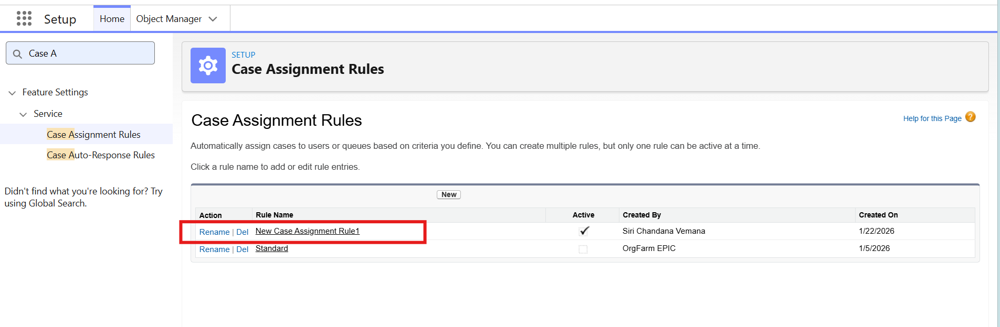 Setup
Home
Object Manager
Case A
Feature Settings
Service
Case Assignment Rules
Case Auto-Response Rules
Didn't find what you're looking for? Try
using Global Search.
SETUP
Case Assignment Rules
Case Assignment Rules
Help for this Page ?
Automatically assign cases to users or queues based on criteria you define. You can create multiple rules, but only one rule can be active at a time.
Click a rule name to add or edit rule entries.
New
Action Rule Name Active Created By Created On
Rename | Del New Case Assignment Rule1 Siri Chandana Vemana 1/22/2026
Rename | Del Standard OrgFarm EPIC 1/5/2026